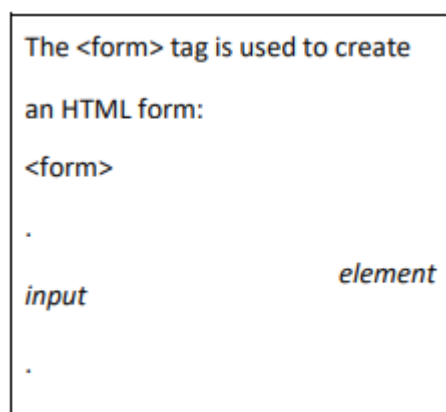 The <form> tag is used to create
an HTML form:
<form>
.
input element
.